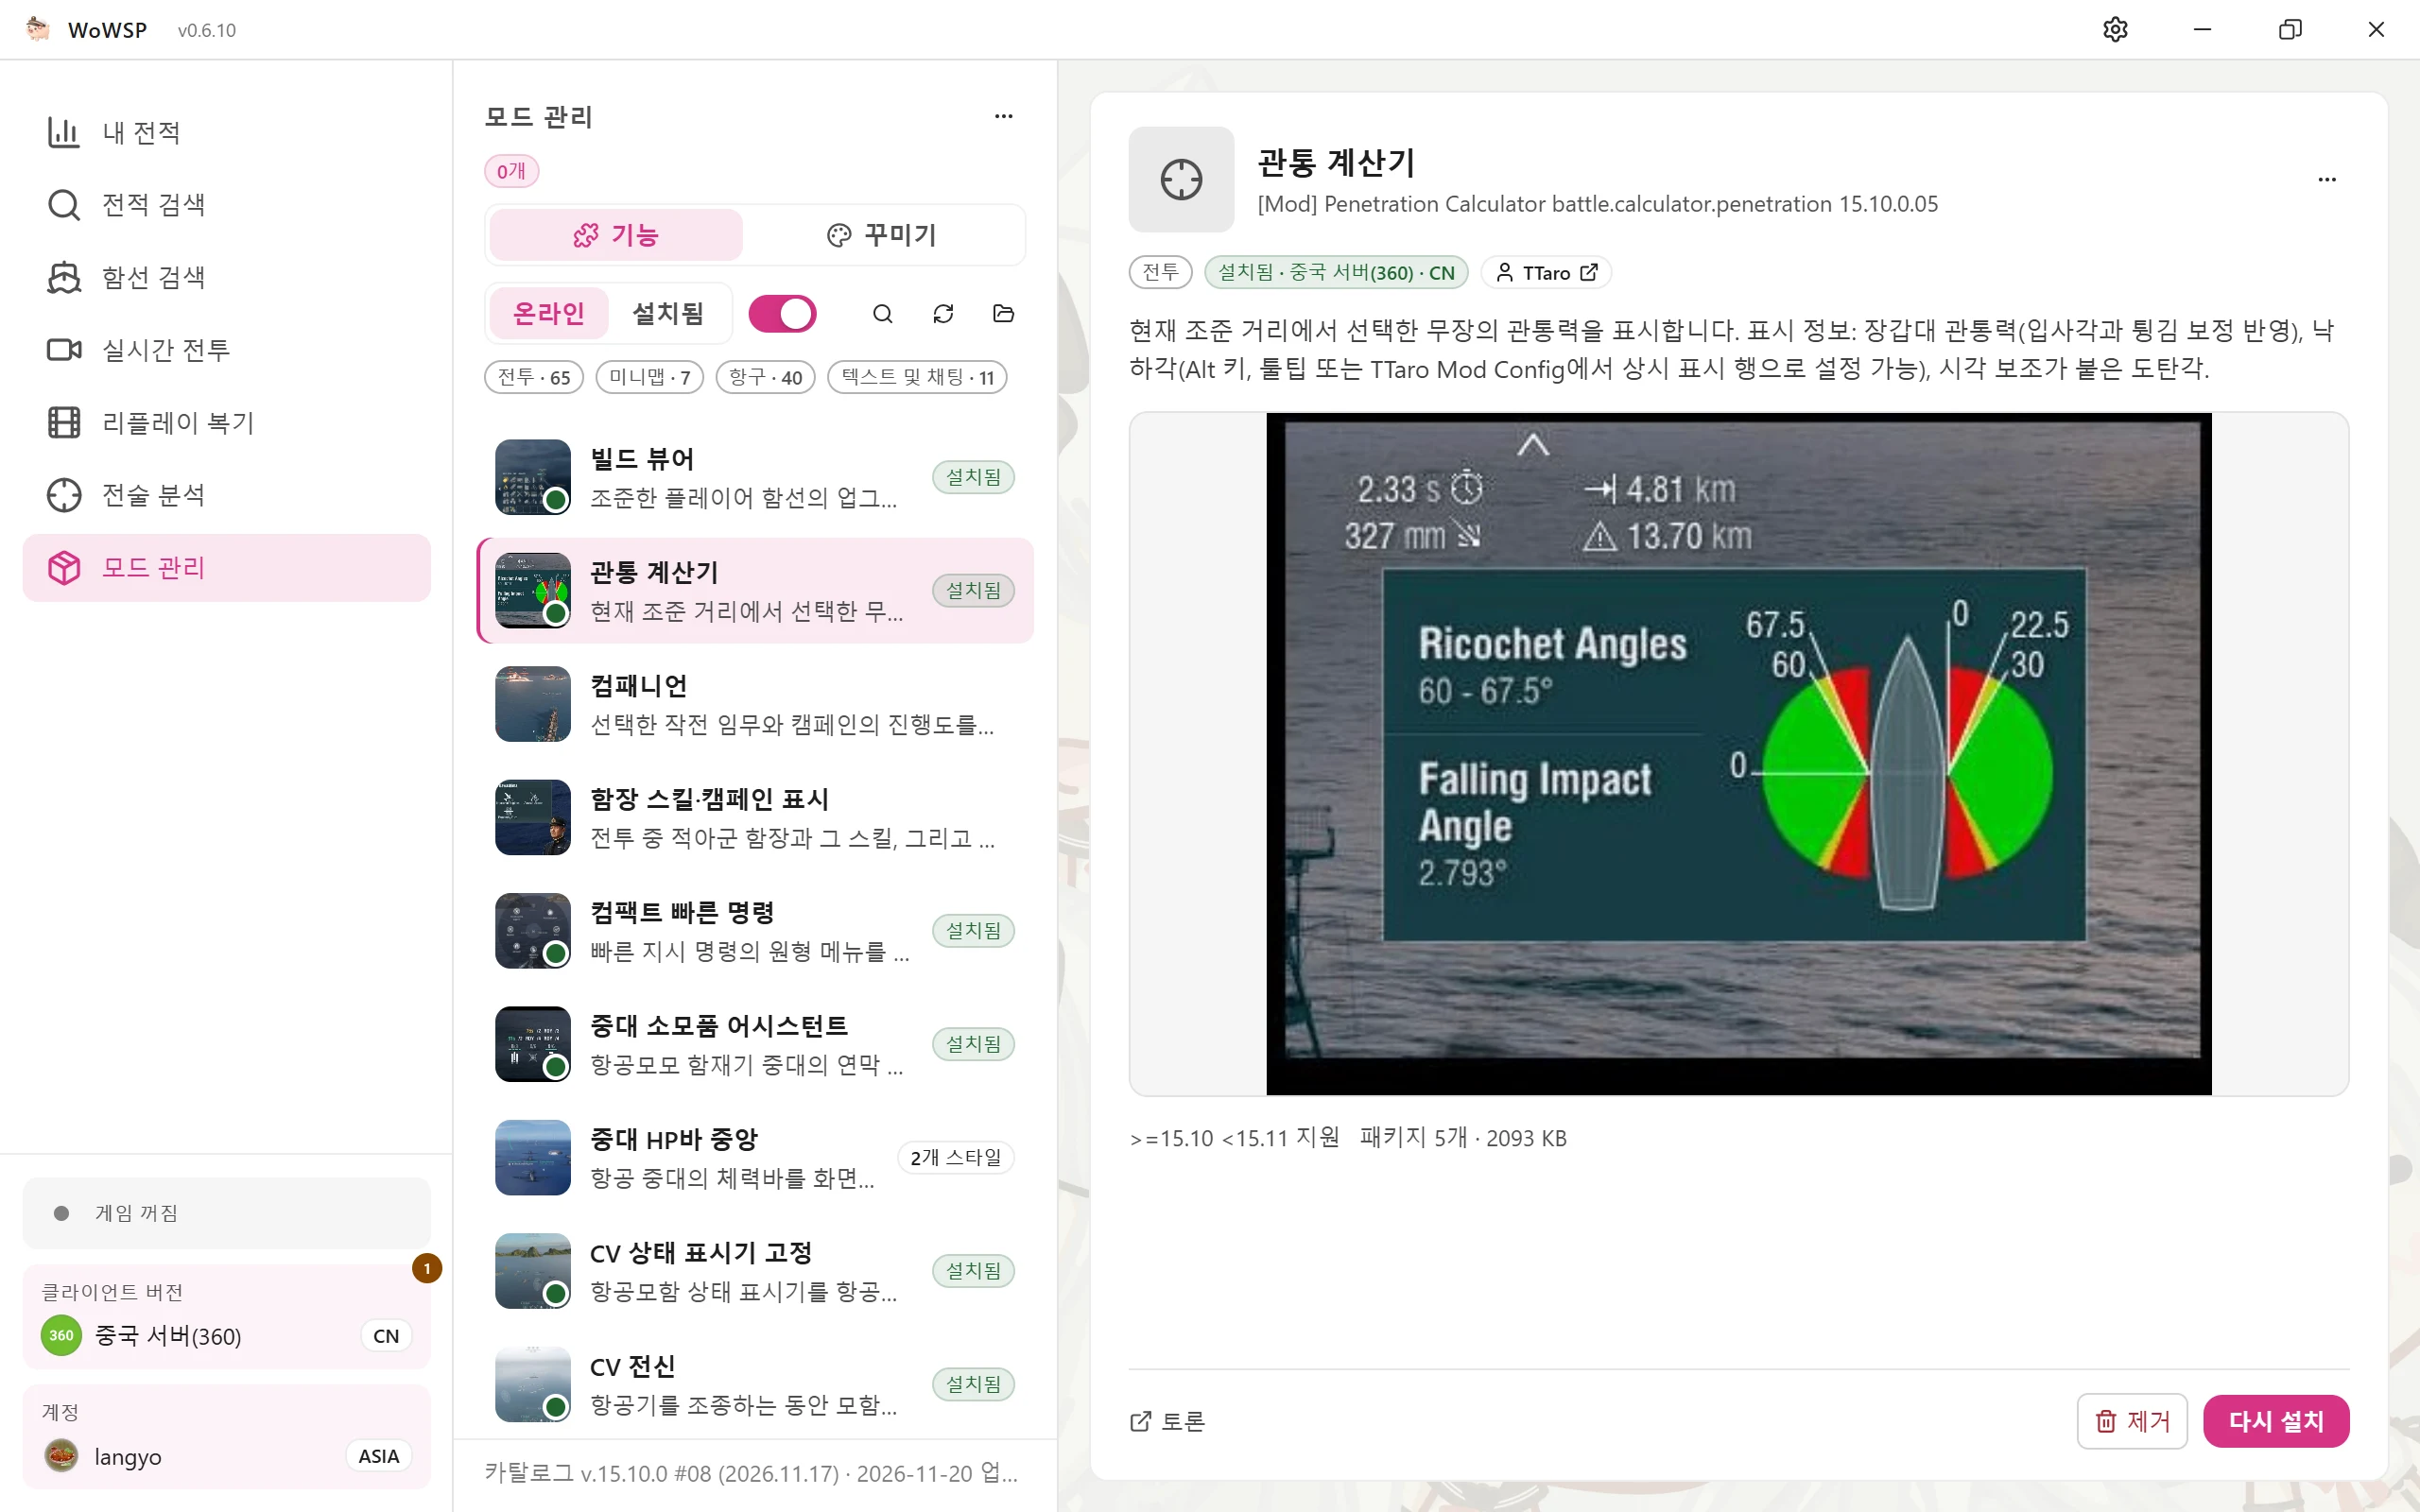 WoWSP v0.6.10
내 전적
전적 검색
함선 검색
실시간 전투
리플레이 복기
전술 분석
모드 관리
게임 꺼짐
1
클라이언트 버전
360 중국 서버(360) CN
계정
langyo ASIA
모드 관리
0개
기능 꾸미기
온라인 설치됨
전투 · 65 미니맵 · 7 항구 · 40 텍스트 및 채팅 · 11
빌드 뷰어
조준한 플레이어 함선의 업그...
설치됨
관통 계산기
현재 조준 거리에서 선택한 무...
설치됨
컴패니언
선택한 작전 임무와 캠페인의 진행도를...
함장 스킬·캠페인 표시
전투 중 적아군 함장과 그 스킬, 그리고 ...
컴팩트 빠른 명령
빠른 지시 명령의 원형 메뉴를 ...
설치됨
중대 소모품 어시스턴트
항공모모 함재기 중대의 연막 ...
설치됨
중대 HP바 중앙
항공 중대의 체력바를 화면...
2개 스타일
CV 상태 표시기 고정
항공모함 상태 표시기를 항공...
설치됨
CV 전신
항공기를 조종하는 동안 모함...
설치됨
카탈로그 v.15.10.0 #08 (2026.11.17) · 2026-11-20 업...
관통 계산기
[Mod] Penetration Calculator battle.calculator.penetration 15.10.0.05
전투 설치됨 · 중국 서버(360) · CN TTaro
현재 조준 거리에서 선택한 무장의 관통력을 표시합니다. 표시 정보: 장갑대 관통력(입사각과 튕김 보정 반영), 낙
하각(Alt 키, 툴팁 또는 TTaro Mod Config에서 상시 표시 행으로 설정 가능), 시각 보조가 붙은 도탄각.
2.33 s 4.81 km
327 mm 13.70 km
Ricochet Angles
60 - 67.5°
Falling Impact
Angle
2.793°
67.5 0 22.5
60 30
0
>=15.10 <15.11 지원 패키지 5개 · 2093 KB
토론 제거 다시 설치